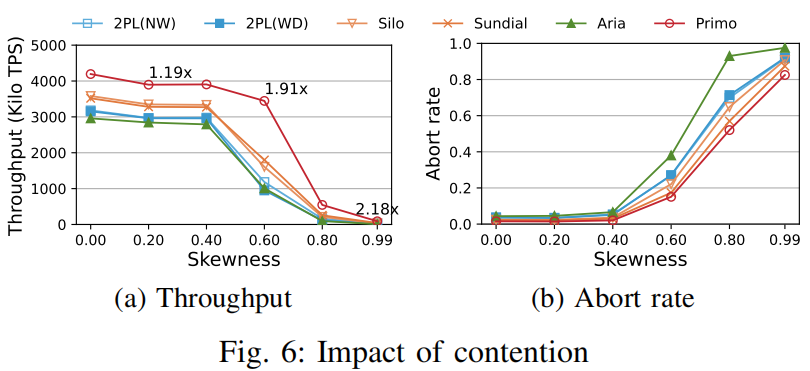 2PL(NW) 2PL(WD) Silo Sundial Aria Primo
Throughput (Kilo TPS)
5000
4000
3000
2000
1000
0
1.19x
1.91x
2.18x
0.00 0.20 0.40 0.60 0.80 0.99
Skewness
(a) Throughput
Abort rate
1.0
0.8
0.6
0.4
0.2
0.0
0.00 0.20 0.40 0.60 0.80 0.99
Skewness
(b) Abort rate
Fig. 6: Impact of contention